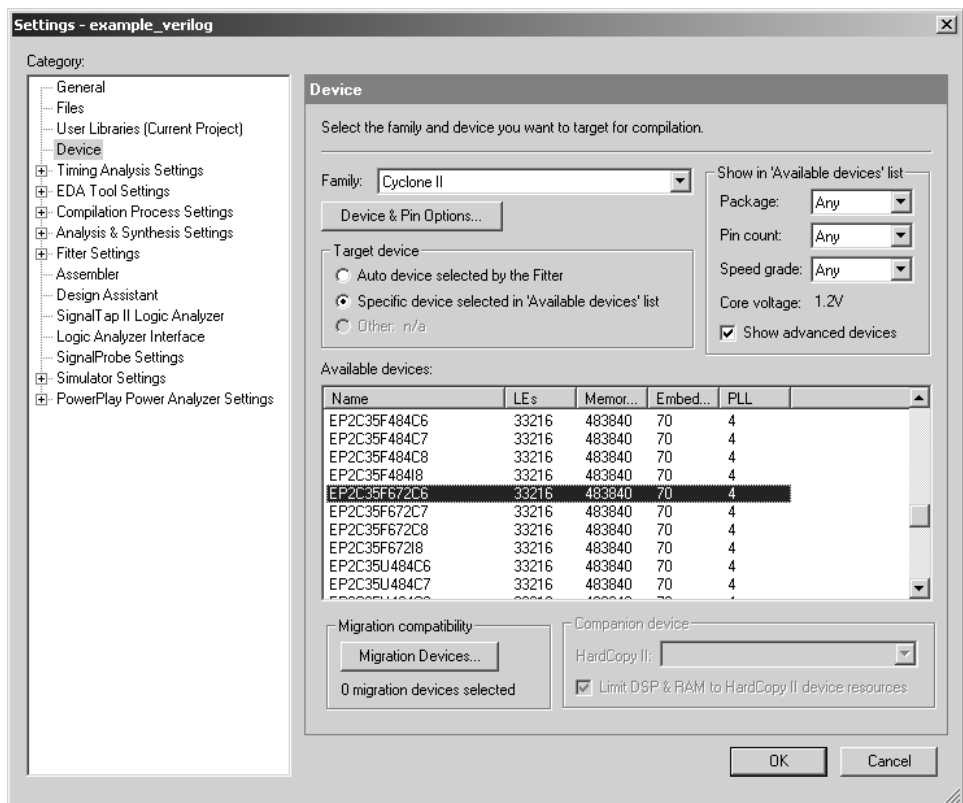 Settings - example_verilog
Category:
General
Files
User Libraries (Current Project)
Device
Timing Analysis Settings
EDA Tool Settings
Compilation Process Settings
Analysis & Synthesis Settings
Fitter Settings
Assembler
Design Assistant
SignalTap II Logic Analyzer
Logic Analyzer Interface
SignalProbe Settings
Simulator Settings
PowerPlay Power Analyzer Settings
Device
Select the family and device you want to target for compilation.
Family: Cyclone II
Device & Pin Options...
Target device
Auto device selected by the Fitter
Specific device selected in 'Available devices' list
Other: n/a
Show in 'Available devices' list
Package: Any
Pin count: Any
Speed grade: Any
Core voltage: 1.2V
Show advanced devices
Available devices:
Name LEs Memor... Embed... PLL
EP2C35F484C6 33216 483840 70 4
EP2C35F484C7 33216 483840 70 4
EP2C35F484C8 33216 483840 70 4
EP2C35F484I8 33216 483840 70 4
EP2C35F672C6 33216 483840 70 4
EP2C35F672C7 33216 483840 70 4
EP2C35F672C8 33216 483840 70 4
EP2C35F672I8 33216 483840 70 4
EP2C35U484C6 33216 483840 70 4
EP2C35U484C7 33216 483840 70 4
Migration compatibility
Migration Devices...
0 migration devices selected
Companion device
HardCopy II:
Limit DSP & RAM to HardCopy II device resources
OK
Cancel